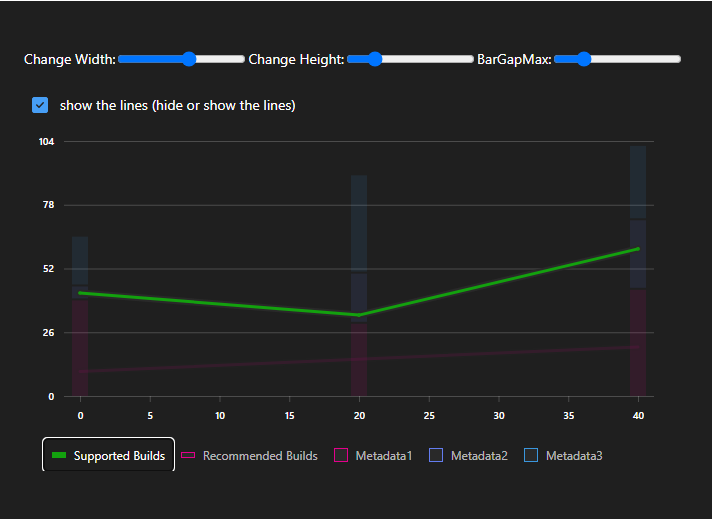 Change Width: Change Height: BarGapMax:
show the lines (hide or show the lines)
104
78
52
26
0
0 5 10 15 20 25 30 35 40
Supported Builds Recommended Builds Metadata1 Metadata2 Metadata3